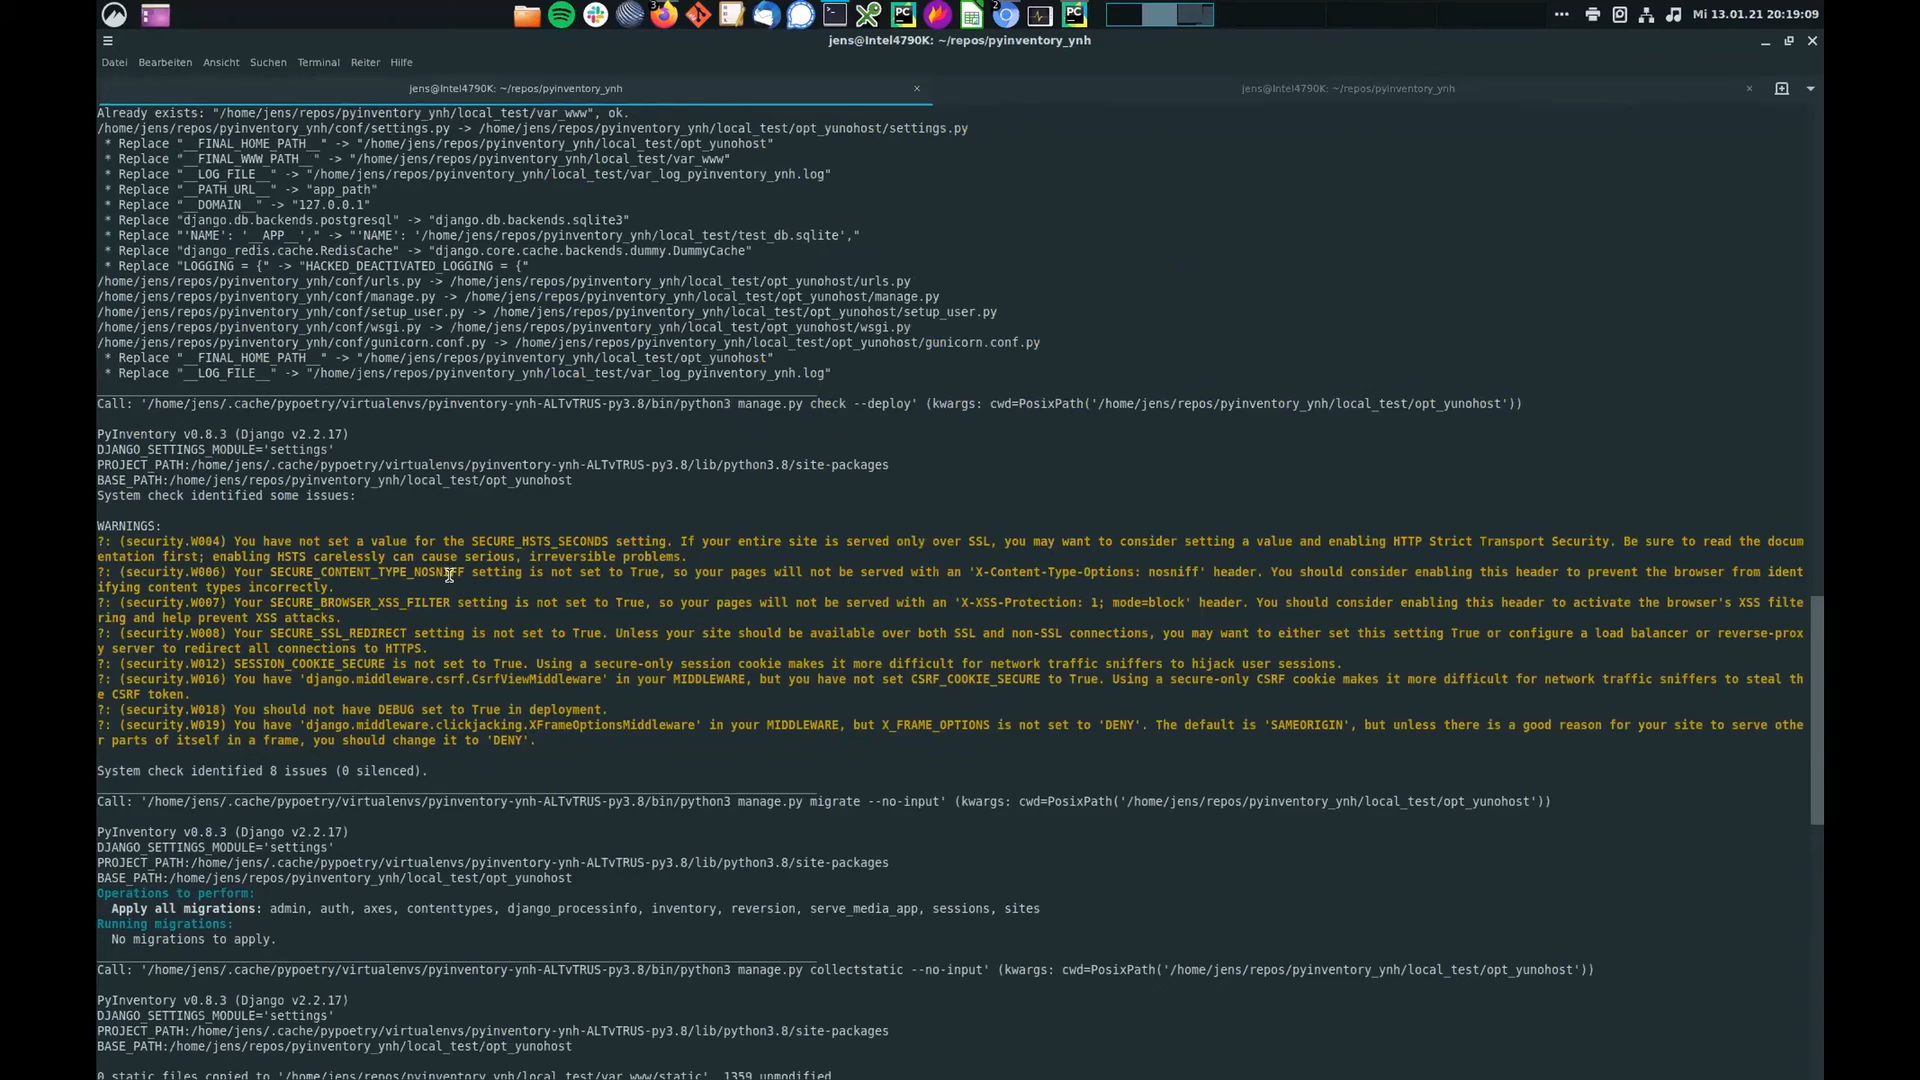 3
2
Mi 13.01.21 20:19:09
jens@Intel4790K: ~/repos/pyinventory_ynh
Datei Bearbeiten Ansicht Suchen Terminal Reiter Hilfe
jens@Intel4790K: ~/repos/pyinventory_ynh × jens@Intel4790K: ~/repos/pyinventory_ynh ×
Already exists: "/home/jens/repos/pyinventory_ynh/local_test/var_www", ok.
/home/jens/repos/pyinventory_ynh/conf/settings.py -> /home/jens/repos/pyinventory_ynh/local_test/opt_yunohost/settings.py
* Replace "__FINAL_HOME_PATH__" -> "/home/jens/repos/pyinventory_ynh/local_test/opt_yunohost"
* Replace "__FINAL_WWW_PATH__" -> "/home/jens/repos/pyinventory_ynh/local_test/var_www"
* Replace "__LOG_FILE__" -> "/home/jens/repos/pyinventory_ynh/local_test/var_log_pyinventory_ynh.log"
* Replace "__PATH_URL__" -> "app_path"
* Replace "__DOMAIN__" -> "127.0.0.1"
* Replace "django.db.backends.postgresql" -> "django.db.backends.sqlite3"
* Replace "'NAME': '__APP__'," -> "'NAME': '/home/jens/repos/pyinventory_ynh/local_test/test_db.sqlite',"
* Replace "django_redis.cache.RedisCache" -> "django.core.cache.backends.dummy.DummyCache"
* Replace "LOGGING = {" -> "HACKED_DEACTIVATED_LOGGING = {"
/home/jens/repos/pyinventory_ynh/conf/urls.py -> /home/jens/repos/pyinventory_ynh/local_test/opt_yunohost/urls.py
/home/jens/repos/pyinventory_ynh/conf/manage.py -> /home/jens/repos/pyinventory_ynh/local_test/opt_yunohost/manage.py
/home/jens/repos/pyinventory_ynh/conf/setup_user.py -> /home/jens/repos/pyinventory_ynh/local_test/opt_yunohost/setup_user.py
/home/jens/repos/pyinventory_ynh/conf/wsgi.py -> /home/jens/repos/pyinventory_ynh/local_test/opt_yunohost/wsgi.py
/home/jens/repos/pyinventory_ynh/conf/gunicorn.conf.py -> /home/jens/repos/pyinventory_ynh/local_test/opt_yunohost/gunicorn.conf.py
* Replace "__FINAL_HOME_PATH__" -> "/home/jens/repos/pyinventory_ynh/local_test/opt_yunohost"
* Replace "__LOG_FILE__" -> "/home/jens/repos/pyinventory_ynh/local_test/var_log_pyinventory_ynh.log"
Call: '/home/jens/.cache/pypoetry/virtualenvs/pyinventory-ynh-ALTvTRUS-py3.8/bin/python3 manage.py check --deploy' (kwargs: cwd=PosixPath('/home/jens/repos/pyinventory_ynh/local_test/opt_yunohost'))
PyInventory v0.8.3 (Django v2.2.17)
DJANGO_SETTINGS_MODULE='settings'
PROJECT_PATH:/home/jens/.cache/pypoetry/virtualenvs/pyinventory-ynh-ALTvTRUS-py3.8/lib/python3.8/site-packages
BASE_PATH:/home/jens/repos/pyinventory_ynh/local_test/opt_yunohost
System check identified some issues:
WARNINGS:
?: (security.W004) You have not set a value for the SECURE_HSTS_SECONDS setting. If your entire site is served only over SSL, you may want to consider setting a value and enabling HTTP Strict Transport Security. Be sure to read the docum
entation first; enabling HSTS carelessly can cause serious, irreversible problems.
?: (security.W006) Your SECURE_CONTENT_TYPE_NOSNIFF setting is not set to True, so your pages will not be served with an 'X-Content-Type-Options: nosniff' header. You should consider enabling this header to prevent the browser from ident
ifying content types incorrectly.
?: (security.W007) Your SECURE_BROWSER_XSS_FILTER setting is not set to True, so your pages will not be served with an 'X-XSS-Protection: 1; mode=block' header. You should consider enabling this header to activate the browser's XSS filte
ring and help prevent XSS attacks.
?: (security.W008) Your SECURE_SSL_REDIRECT setting is not set to True. Unless your site should be available over both SSL and non-SSL connections, you may want to either set this setting True or configure a load balancer or reverse-prox
y server to redirect all connections to HTTPS.
?: (security.W012) SESSION_COOKIE_SECURE is not set to True. Using a secure-only session cookie makes it more difficult for network traffic sniffers to hijack user sessions.
?: (security.W016) You have 'django.middleware.csrf.CsrfViewMiddleware' in your MIDDLEWARE, but you have not set CSRF_COOKIE_SECURE to True. Using a secure-only CSRF cookie makes it more difficult for network traffic sniffers to steal th
e CSRF token.
?: (security.W018) You should not have DEBUG set to True in deployment.
?: (security.W019) You have 'django.middleware.clickjacking.XFrameOptionsMiddleware' in your MIDDLEWARE, but X_FRAME_OPTIONS is not set to 'DENY'. The default is 'SAMEORIGIN', but unless there is a good reason for your site to serve othe
r parts of itself in a frame, you should change it to 'DENY'.
System check identified 8 issues (0 silenced).
Call: '/home/jens/.cache/pypoetry/virtualenvs/pyinventory-ynh-ALTvTRUS-py3.8/bin/python3 manage.py migrate --no-input' (kwargs: cwd=PosixPath('/home/jens/repos/pyinventory_ynh/local_test/opt_yunohost'))
PyInventory v0.8.3 (Django v2.2.17)
DJANGO_SETTINGS_MODULE='settings'
PROJECT_PATH:/home/jens/.cache/pypoetry/virtualenvs/pyinventory-ynh-ALTvTRUS-py3.8/lib/python3.8/site-packages
BASE_PATH:/home/jens/repos/pyinventory_ynh/local_test/opt_yunohost
Operations to perform:
Apply all migrations: admin, auth, axes, contenttypes, django_processinfo, inventory, reversion, serve_media_app, sessions, sites
Running migrations:
No migrations to apply.
Call: '/home/jens/.cache/pypoetry/virtualenvs/pyinventory-ynh-ALTvTRUS-py3.8/bin/python3 manage.py collectstatic --no-input' (kwargs: cwd=PosixPath('/home/jens/repos/pyinventory_ynh/local_test/opt_yunohost'))
PyInventory v0.8.3 (Django v2.2.17)
DJANGO_SETTINGS_MODULE='settings'
PROJECT_PATH:/home/jens/.cache/pypoetry/virtualenvs/pyinventory-ynh-ALTvTRUS-py3.8/lib/python3.8/site-packages
BASE_PATH:/home/jens/repos/pyinventory_ynh/local_test/opt_yunohost
0 static files copied to '/home/jens/repos/pyinventory_ynh/local_test/var_www/static', 1359 unmodified